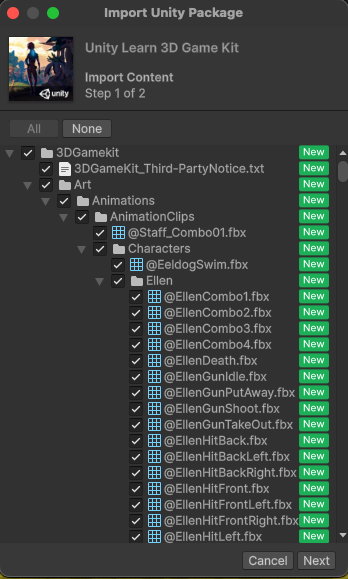 Import Unity Package
Unity Learn 3D Game Kit
Import Content
Step 1 of 2
unity
All None
3DGamekit New
3DGameKit_Third-PartyNotice.txt New
Art New
Animations New
AnimationClips New
@Staff_Combo01.fbx New
Characters New
@EeldogSwim.fbx New
Ellen New
@EllenCombo1.fbx New
@EllenCombo2.fbx New
@EllenCombo3.fbx New
@EllenCombo4.fbx New
@EllenDeath.fbx New
@EllenGunIdle.fbx New
@EllenGunPutAway.fbx New
@EllenGunShoot.fbx New
@EllenGunTakeOut.fbx New
@EllenHitBack.fbx New
@EllenHitBackLeft.fbx New
@EllenHitBackRight.fbx New
@EllenHitFront.fbx New
@EllenHitFrontLeft.fbx New
@EllenHitFrontRight.fbx New
@EllenHitLeft.fbx New
Cancel Next